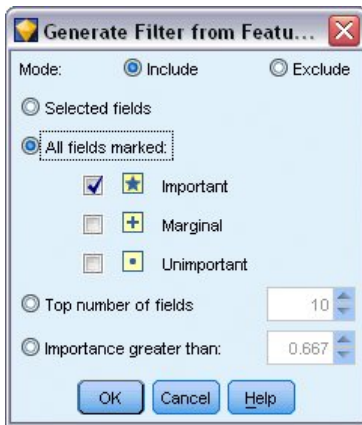 Generate Filter from Featu...
Mode: Include Exclude
Selected fields
All fields marked:
Important
Marginal
Unimportant
Top number of fields 10
Importance greater than: 0.667
OK Cancel Help